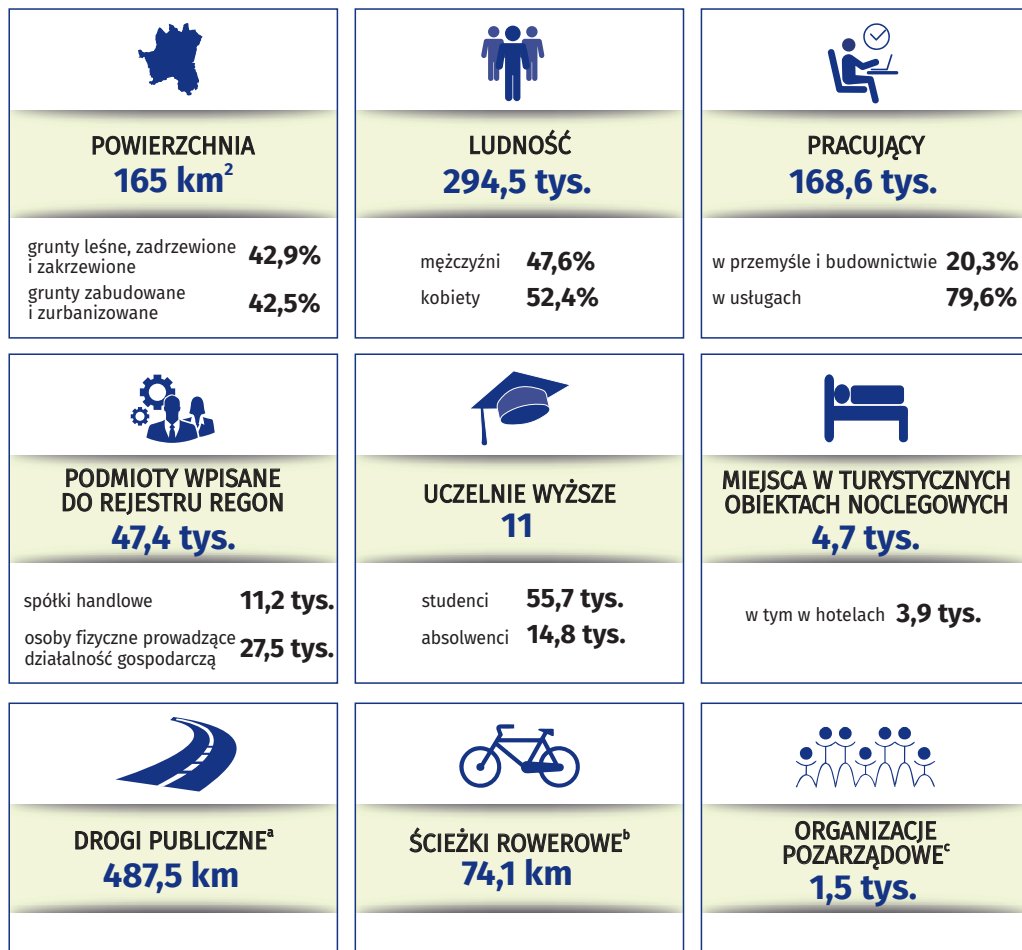 POWIERZCHNIA
165 km²
grunty leśne, zadrzewione
i zakrzewione 42,9%
grunty zabudowane
i zurbanizowane 42,5%
LUDNOŚĆ
294,5 tys.
mężczyźni 47,6%
kobiety 52,4%
PRACUJĄCY
168,6 tys.
w przemyśle i budownictwie 20,3%
w usługach 79,6%
PODMIOTY WPISANE
DO REJESTRU REGON
47,4 tys.
spółki handlowe 11,2 tys.
osoby fizyczne prowadzące
działalność gospodarczą 27,5 tys.
UCZELNIE WYŻSZE
11
studenci 55,7 tys.
absolwenci 14,8 tys.
MIEJSCA W TURYSTYCZNYCH
OBIEKTACH NOCLEGOWYCH
4,7 tys.
w tym w hotelach 3,9 tys.
DROGI PUBLICZNEᵃ
487,5 km
ŚCIEŻKI ROWEROWEᵇ
74,1 km
ORGANIZACJE
POZARZĄDOWEᶜ
1,5 tys.